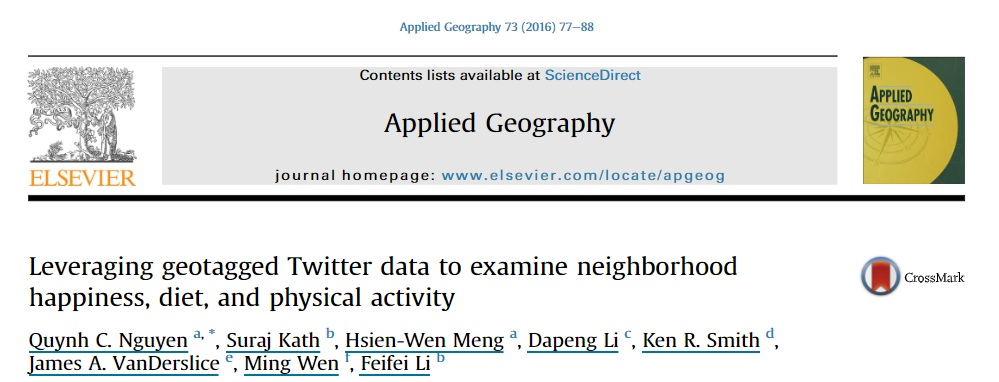 Applied Geography 73 (2016) 77–88
Contents lists available at ScienceDirect
Applied Geography
journal homepage: www.elsevier.com/locate/apgeog
ELSEVIER
APPLIED
GEOGRAPHY
Leveraging geotagged Twitter data to examine neighborhood
happiness, diet, and physical activity
CrossMark
Quynh C. Nguyen a, *, Suraj Kath b, Hsien-Wen Meng a, Dapeng Li c, Ken R. Smith d,
James A. VanDerslice e, Ming Wen f, Feifei Li b